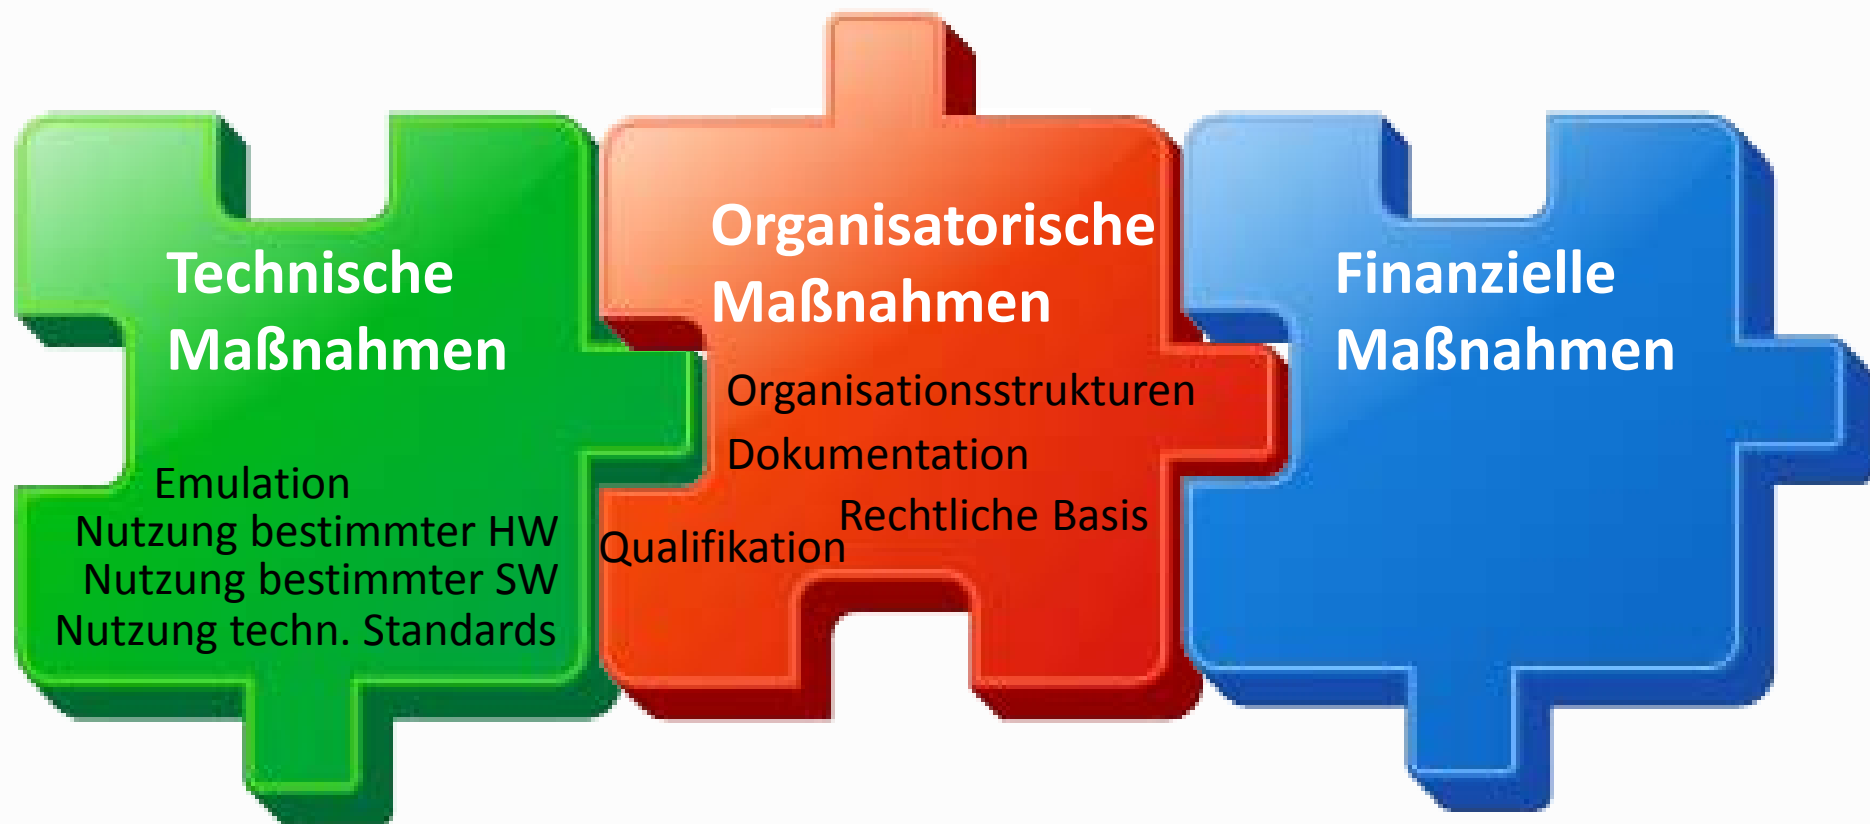 Technische
Maßnahmen
Emulation
Nutzung bestimmter HW
Nutzung bestimmter SW
Nutzung techn. Standards
Organisatorische
Maßnahmen
Organisationsstrukturen
Dokumentation
Rechtliche Basis
Qualifikation
Finanzielle
Maßnahmen